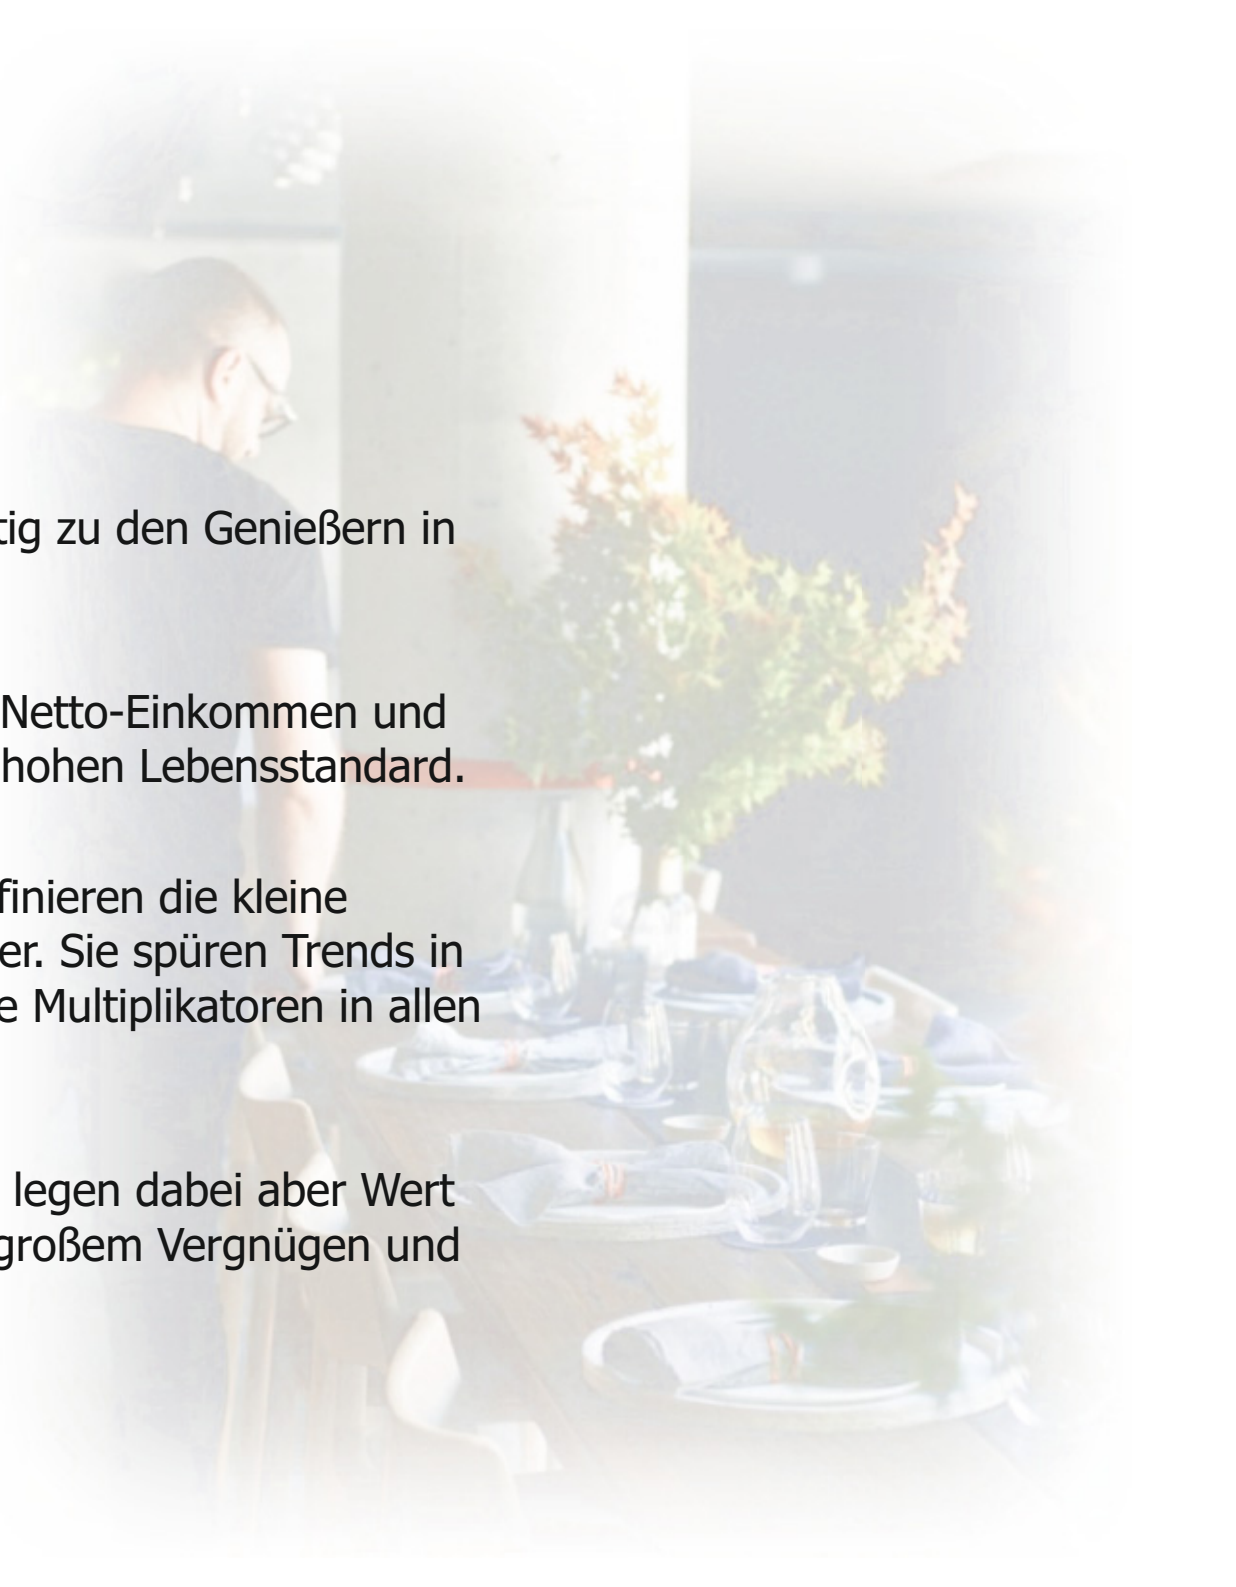 tig zu den Genießern in
Netto-Einkommen und
hohen Lebensstandard.
finieren die kleine
er. Sie spüren Trends in
e Multiplikatoren in allen
legen dabei aber Wert
großem Vergnügen und